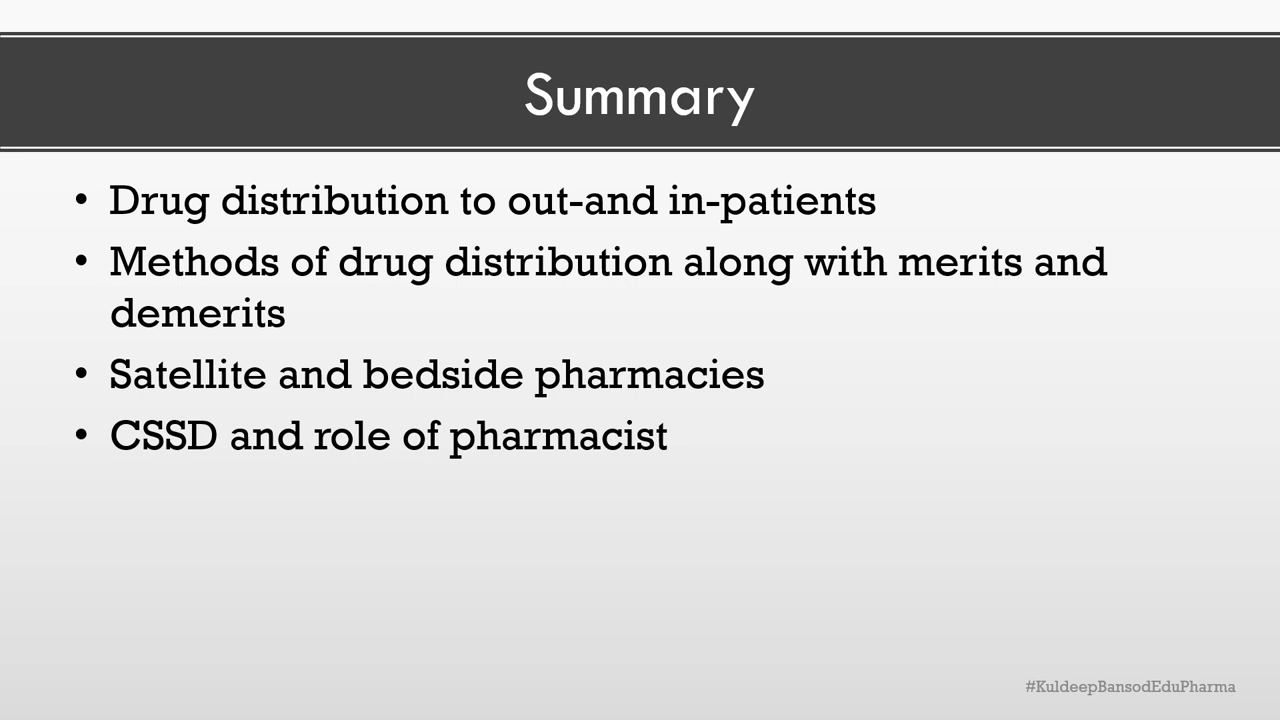 Summary
• Drug distribution to out-and in-patients
• Methods of drug distribution along with merits and
demerits
• Satellite and bedside pharmacies
• CSSD and role of pharmacist
#KuldeepBansodEduPharma